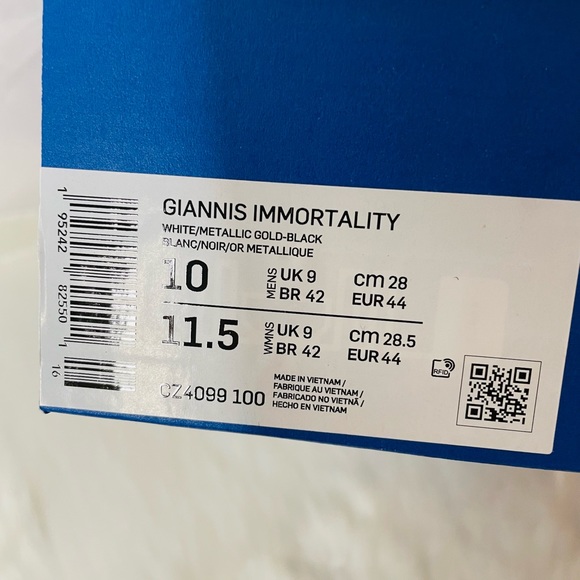 GIANNIS IMMORTALITY
WHITE/METALLIC GOLD-BLACK
BLANC/NOIR/OR METALLIQUE
10 MENS UK 9 cm 28
BR 42 EUR 44
11.5 WMNS UK 9 cm 28.5
BR 42 EUR 44
CZ4099 100
MADE IN VIETNAM /
FABRIQUE AU VIETNAM /
FABRICADO NO VIETNÃ /
HECHO EN VIETNAM
RFID
1 95242 82550 1
16